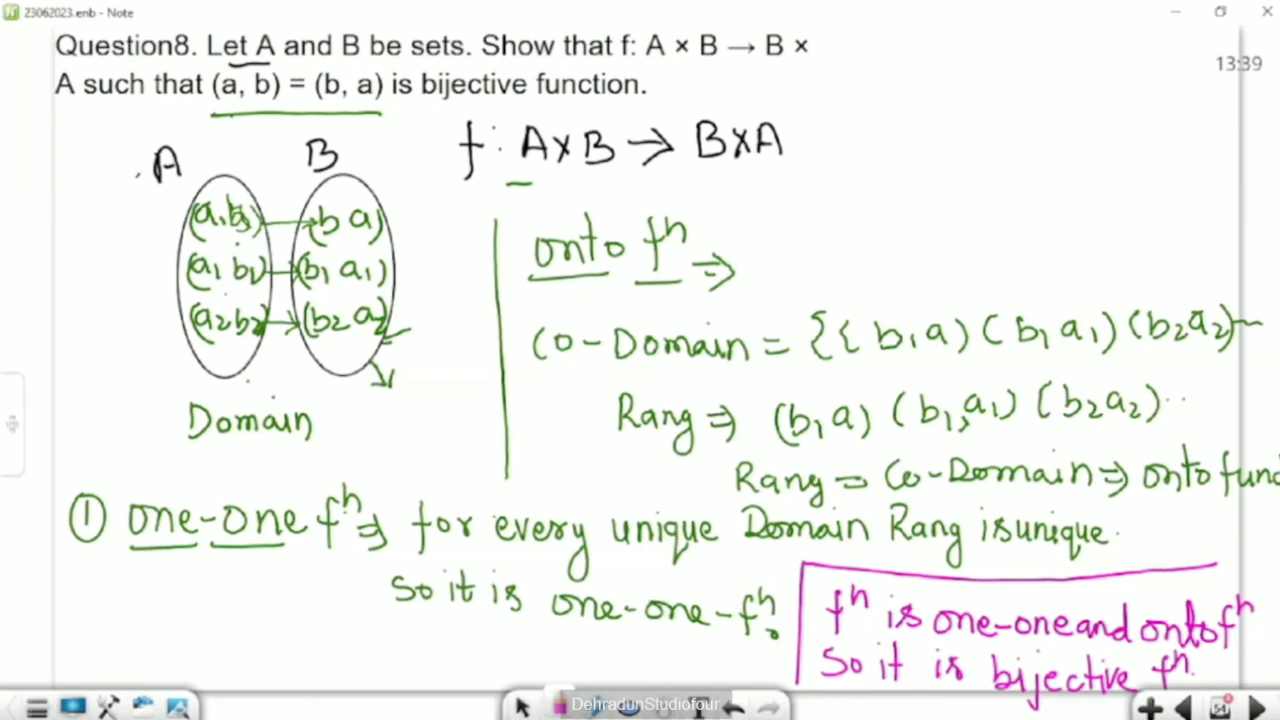 23062023.enb - Note
Question8. Let A and B be sets. Show that f: A × B → B ×
A such that (a, b) = (b, a) is bijective function.
13:39
f: A×B → B×A
A B
(a,b) → (b a)
(a1 b1) → (b1 a1)
(a2 b2) → (b2 a2)
Domain
onto fn ⇒
Co-Domain = {{ b,a) (b1 a1) (b2 a2)
Rang ⇒ (b,a) (b1,a1) (b2a2)..
Rang = Co-Domain ⇒ onto func
① one-one fn ⇒ for every unique Domain Rang is unique.
So it is one-one-fn.
fn is one-one and onto fn
So it is bijective fn.
DehradunStudiofour
54